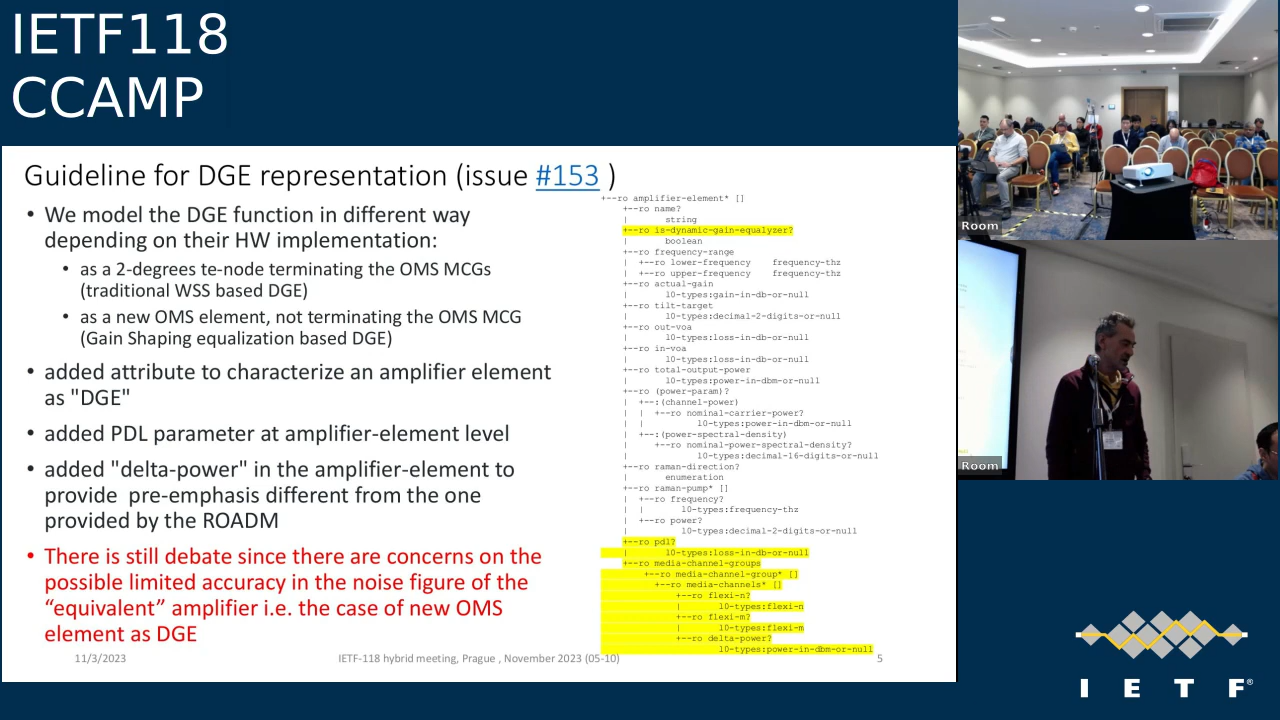 IETF118
CCAMP
Guideline for DGE representation (issue #153 )
• We model the DGE function in different way
depending on their HW implementation:
• as a 2-degrees te-node terminating the OMS MCGs
(traditional WSS based DGE)
• as a new OMS element, not terminating the OMS MCG
(Gain Shaping equalization based DGE)
• added attribute to characterize an amplifier element
as "DGE"
• added PDL parameter at amplifier-element level
• added "delta-power" in the amplifier-element to
provide pre-emphasis different from the one
provided by the ROADM
• There is still debate since there are concerns on the
possible limited accuracy in the noise figure of the
“equivalent” amplifier i.e. the case of new OMS
element as DGE
+--ro amplifier-element* []
+--ro name?
| string
+--ro is-dynamic-gain-equalyzer?
| boolean
+--ro frequency-range
| +--ro lower-frequency frequency-thz
| +--ro upper-frequency frequency-thz
+--ro actual-gain
| l0-types:gain-in-db-or-null
+--ro tilt-target
| l0-types:decimal-2-digits-or-null
+--ro out-voa
| l0-types:loss-in-db-or-null
+--ro in-voa
| l0-types:loss-in-db-or-null
+--ro total-output-power
| l0-types:power-in-dbm-or-null
+--ro (power-param)?
| +--:(channel-power)
| | +--ro nominal-carrier-power?
| | l0-types:power-in-dbm-or-null
| +--:(power-spectral-density)
| +--ro nominal-power-spectral-density?
| l0-types:decimal-16-digits-or-null
+--ro raman-direction?
| enumeration
+--ro raman-pump* []
| +--ro frequency?
| | l0-types:frequency-thz
| +--ro power?
| l0-types:decimal-2-digits-or-null
+--ro pdl?
| l0-types:loss-in-db-or-null
+--ro media-channel-groups
+--ro media-channel-group* []
+--ro media-channels* []
+--ro flexi-n?
| l0-types:flexi-n
+--ro flexi-m?
| l0-types:flexi-m
+--ro delta-power?
l0-types:power-in-dbm-or-null
11/3/2023
IETF-118 hybrid meeting, Prague , November 2023 (05-10)
5
Room
Room
I E T F®